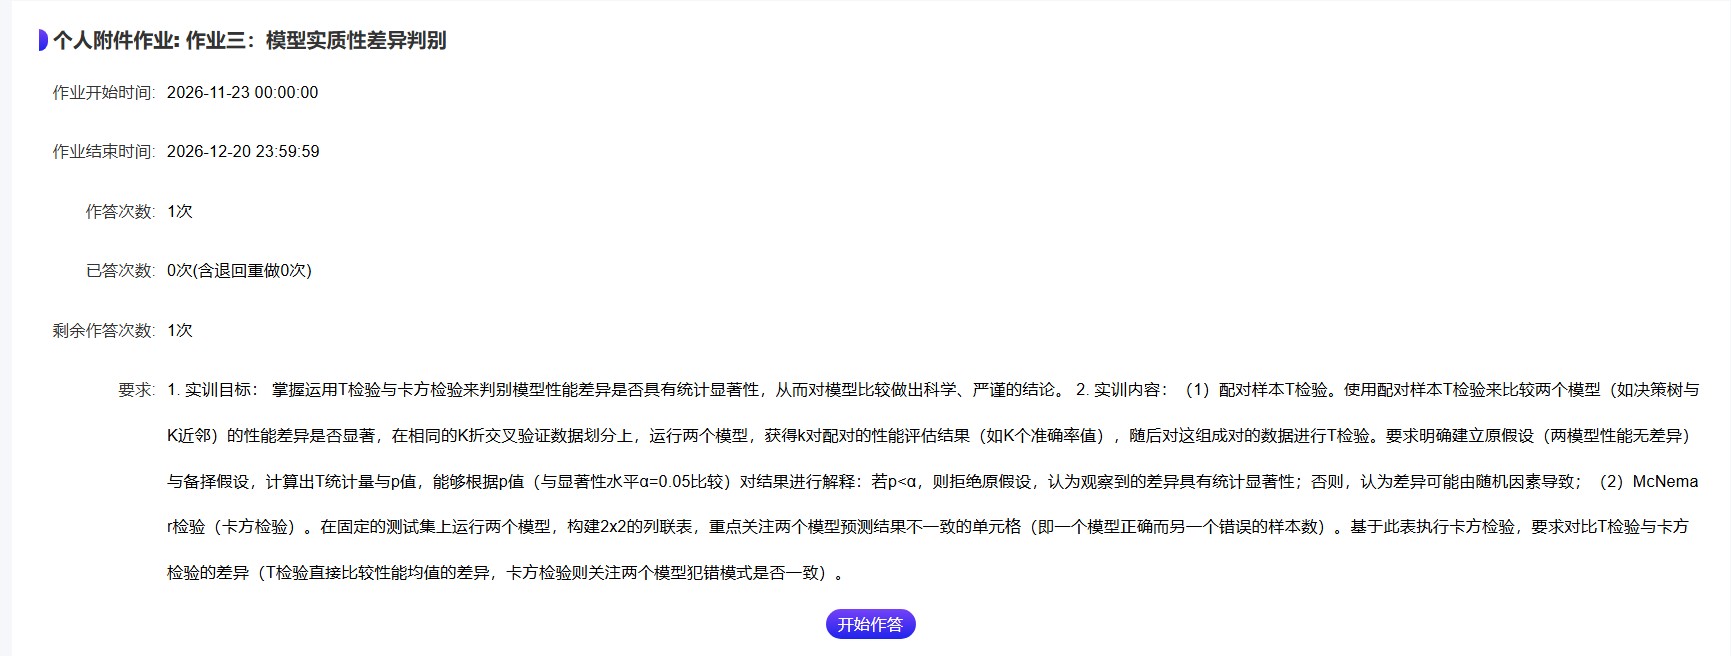 个人附件作业: 作业三：模型实质性差异判别
作业开始时间: 2026-11-23 00:00:00
作业结束时间: 2026-12-20 23:59:59
作答次数: 1次
已答次数: 0次(含退回重做0次)
剩余作答次数: 1次
要求: 1. 实训目标： 掌握运用T检验与卡方检验来判别模型性能差异是否具有统计显著性，从而对模型比较做出科学、严谨的结论。 2. 实训内容：（1）配对样本T检验。使用配对样本T检验来比较两个模型（如决策树与
K近邻）的性能差异是否显著，在相同的K折交叉验证数据划分上，运行两个模型，获得k对配对的性能评估结果（如K个准确率值），随后对这组成对的数据进行T检验。要求明确建立原假设（两模型性能无差异）
与备择假设，计算出T统计量与p值，能够根据p值（与显著性水平α=0.05比较）对结果进行解释：若p<α，则拒绝原假设，认为观察到的差异具有统计显著性；否则，认为差异可能由随机因素导致；（2）McNema
r检验（卡方检验）。在固定的测试集上运行两个模型，构建2x2的列联表，重点关注两个模型预测结果不一致的单元格（即一个模型正确而另一个错误的样本数）。基于此表执行卡方检验，要求对比T检验与卡方
检验的差异（T检验直接比较性能均值的差异，卡方检验则关注两个模型犯错模式是否一致）。
开始作答